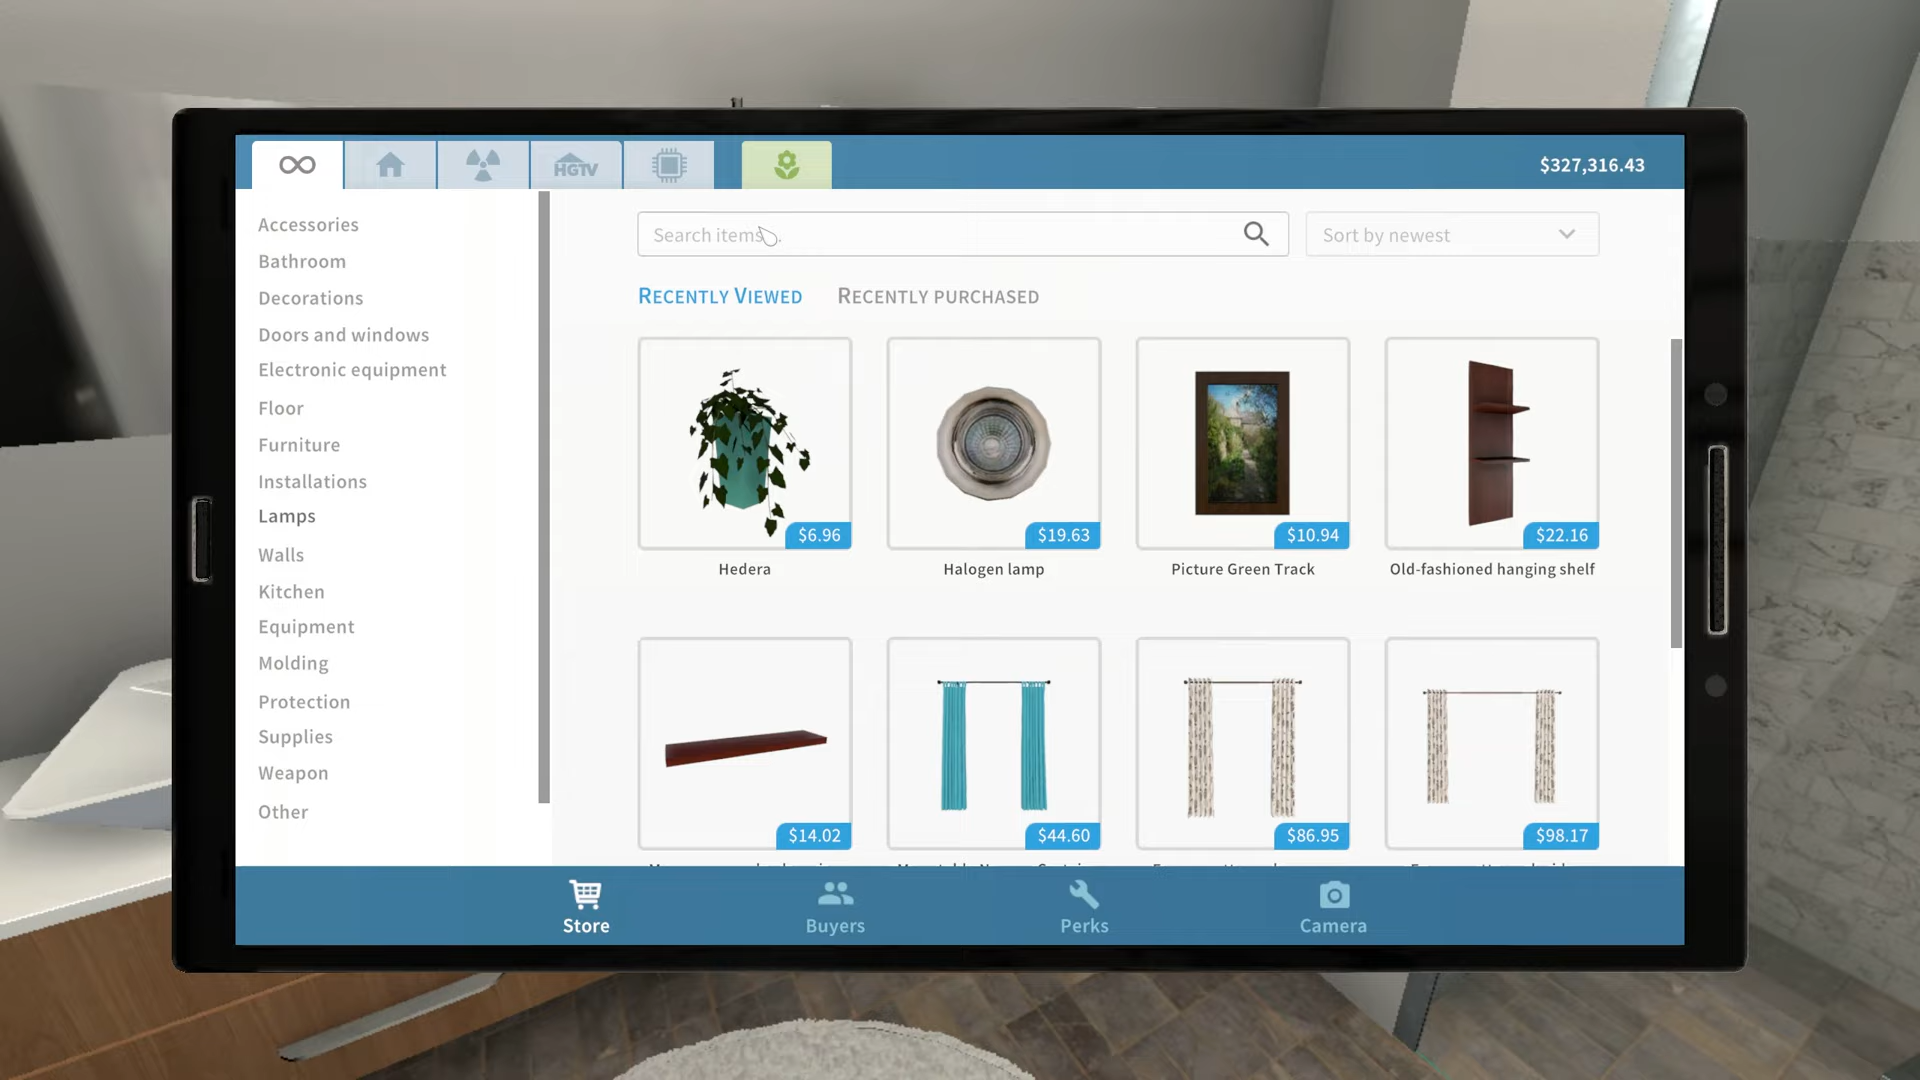 HGTV
$327,316.43
Accessories
Bathroom
Decorations
Doors and windows
Electronic equipment
Floor
Furniture
Installations
Lamps
Walls
Kitchen
Equipment
Molding
Protection
Supplies
Weapon
Other
Search items...
Sort by newest
RECENTLY VIEWED
RECENTLY PURCHASED
$6.96
$19.63
$10.94
$22.16
Hedera
Halogen lamp
Picture Green Track
Old-fashioned hanging shelf
$14.02
$44.60
$86.95
$98.17
Store
Buyers
Perks
Camera